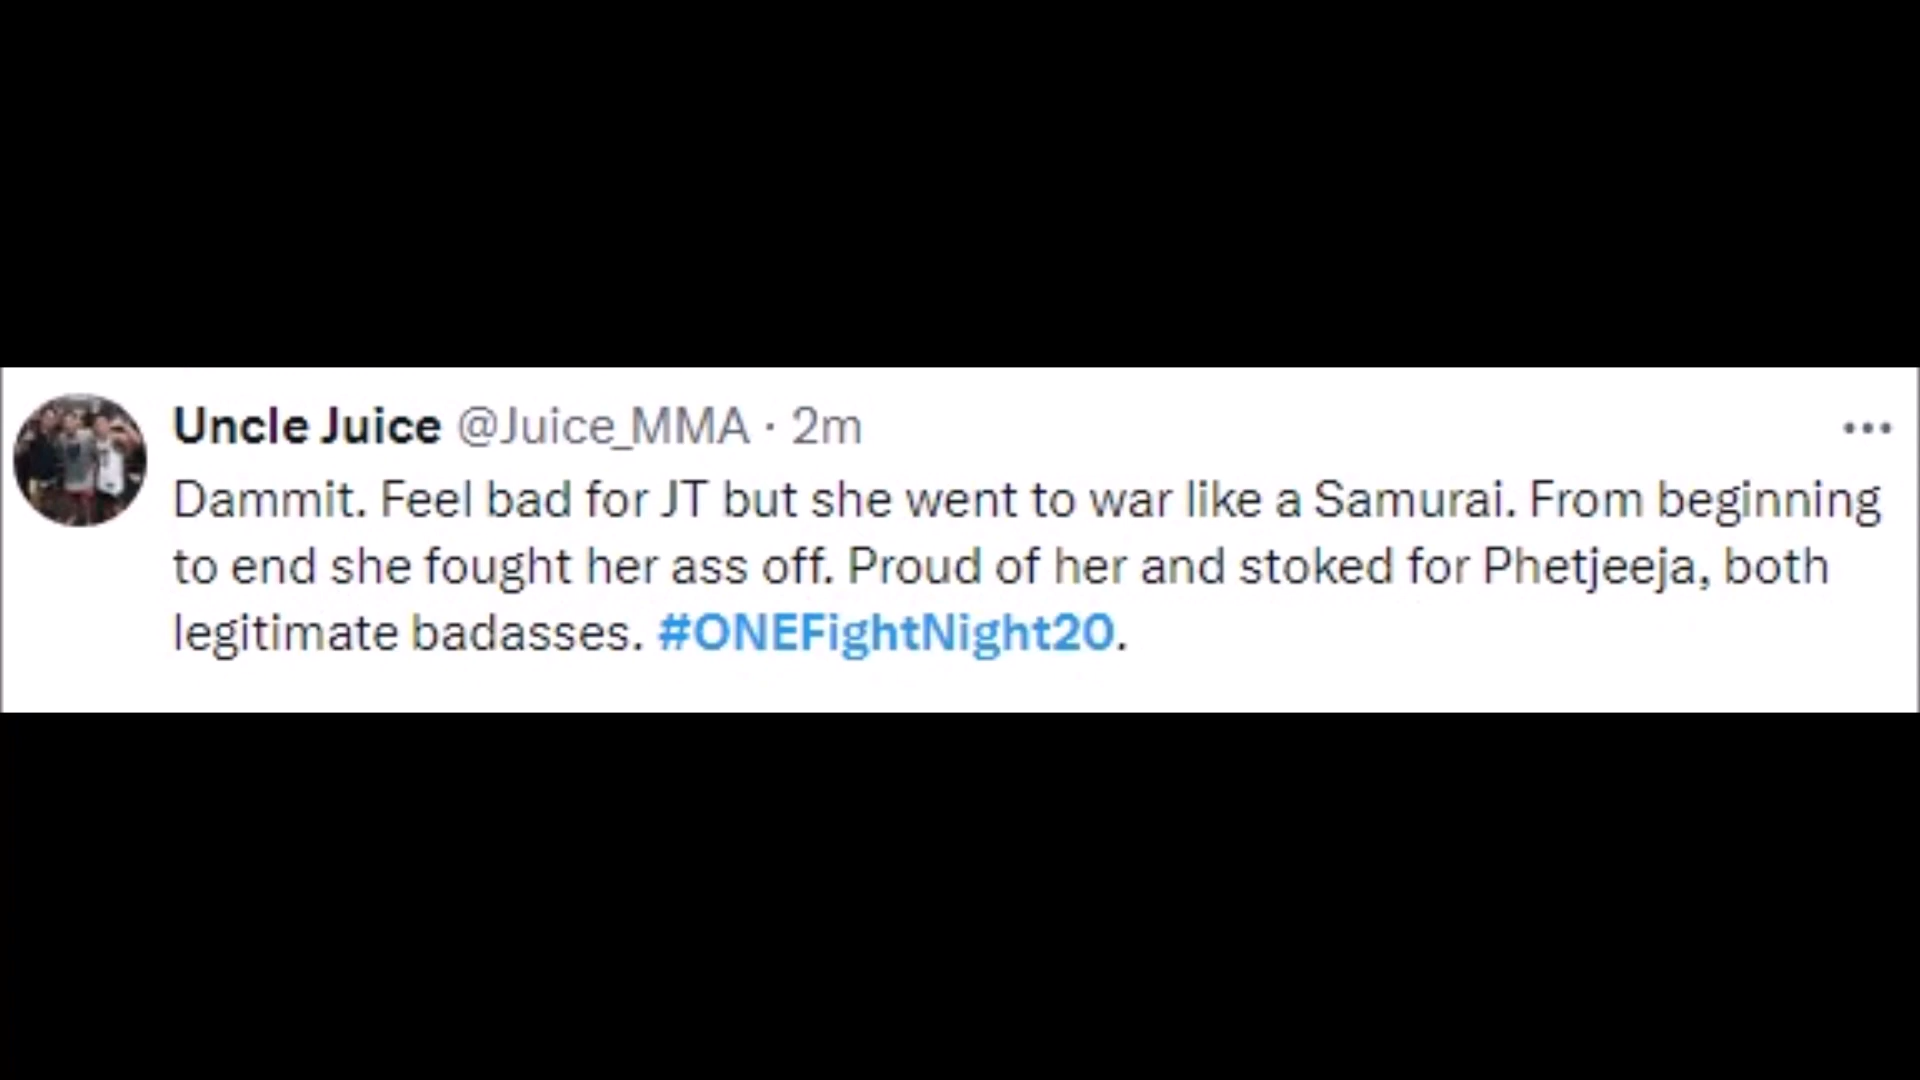 Uncle Juice @Juice_MMA · 2m
Dammit. Feel bad for JT but she went to war like a Samurai. From beginning
to end she fought her ass off. Proud of her and stoked for Phetjeeja, both
legitimate badasses. #ONEFightNight20.